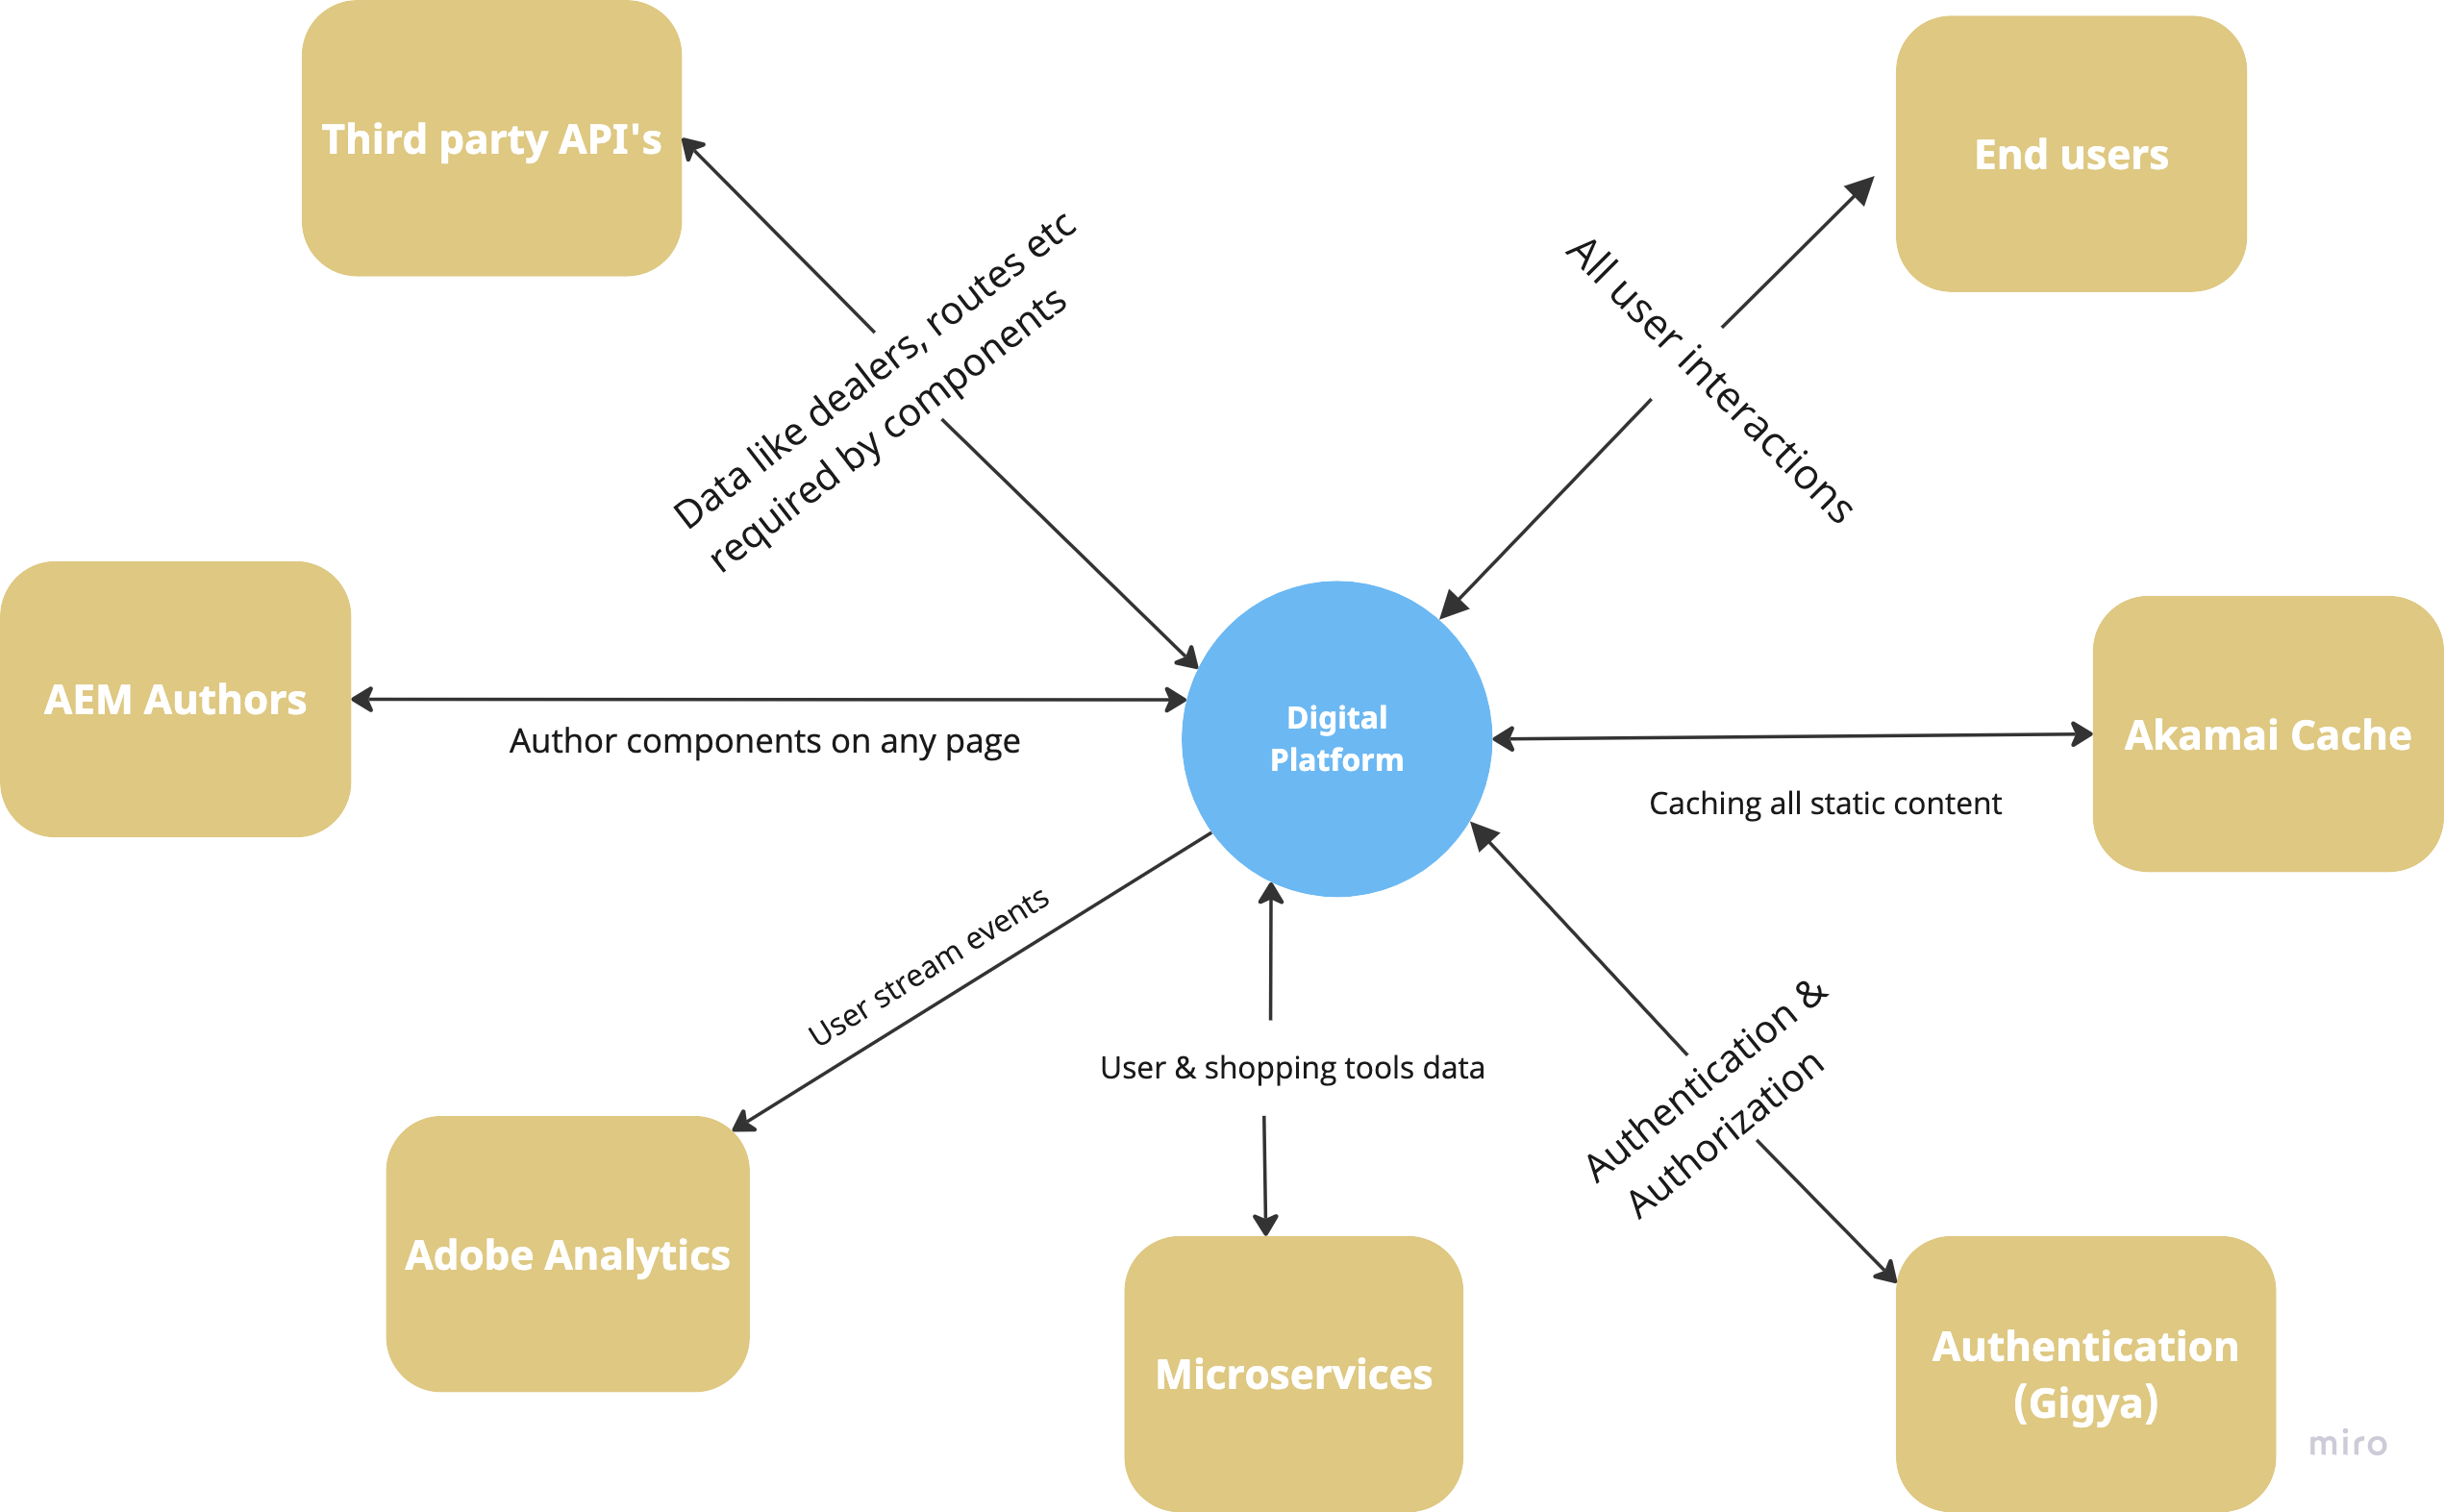 Third party API's
End users
Data like dealers, routes etc
required by components
All user interactions
AEM Authors
Author components on any page
Digital
Platform
Akamai Cache
Caching all static content
User stream events
User & shopping tools data
Authentication &
Authorization
Adobe Analytics
Microservices
Authentication
(Gigya)
miro